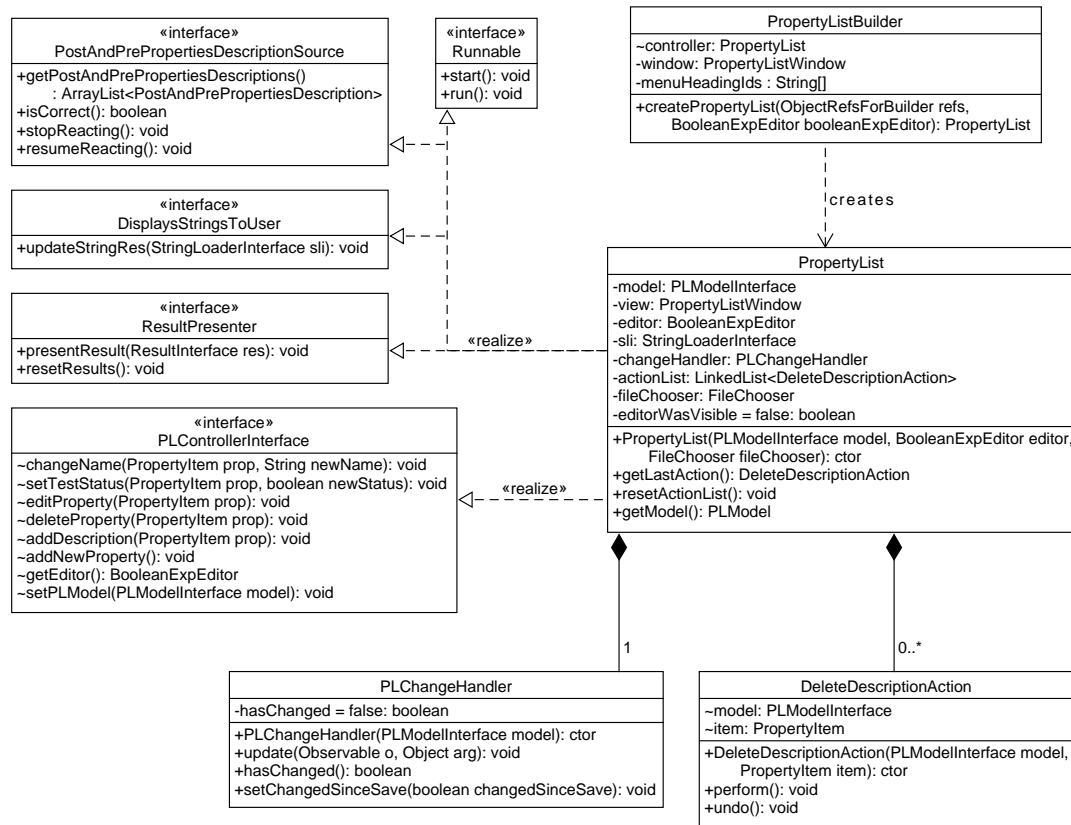 «interface»
PostAndPrePropertiesDescriptionSource
+getPostAndPrePropertiesDescriptions()
: ArrayList<PostAndPrePropertiesDescription>
+isCorrect(): boolean
+stopReacting(): void
+resumeReacting(): void
«interface»
Runnable
+start(): void
+run(): void
PropertyListBuilder
~controller: PropertyList
-window: PropertyListWindow
-menuHeadingIds : String[]
+createPropertyList(ObjectRefsForBuilder refs,
BooleanExpEditor booleanExpEditor): PropertyList
creates
«interface»
DisplaysStringsToUser
+updateStringRes(StringLoaderInterface sli): void
«interface»
ResultPresenter
+presentResult(ResultInterface res): void
+resetResults(): void
«realize»
PropertyList
-model: PLModelInterface
-view: PropertyListWindow
-editor: BooleanExpEditor
-sli: StringLoaderInterface
-changeHandler: PLChangeHandler
-actionList: LinkedList<DeleteDescriptionAction>
-fileChooser: FileChooser
-editorWasVisible = false: boolean
+PropertyList(PLModelInterface model, BooleanExpEditor editor,
FileChooser fileChooser): ctor
+getLastAction(): DeleteDescriptionAction
+resetActionList(): void
+getModel(): PLModel
«interface»
PLControllerInterface
~changeName(PropertyItem prop, String newName): void
~setTestStatus(PropertyItem prop, boolean newStatus): void
~editProperty(PropertyItem prop): void
~deleteProperty(PropertyItem prop): void
~addDescription(PropertyItem prop): void
~addNewProperty(): void
~getEditor(): BooleanExpEditor
~setPLModel(PLModelInterface model): void
«realize»
1
0..*
PLChangeHandler
-hasChanged = false: boolean
+PLChangeHandler(PLModelInterface model): ctor
+update(Observable o, Object arg): void
+hasChanged(): boolean
+setChangedSinceSave(boolean changedSinceSave): void
DeleteDescriptionAction
~model: PLModelInterface
~item: PropertyItem
+DeleteDescriptionAction(PLModelInterface model,
PropertyItem item): ctor
+perform(): void
+undo(): void